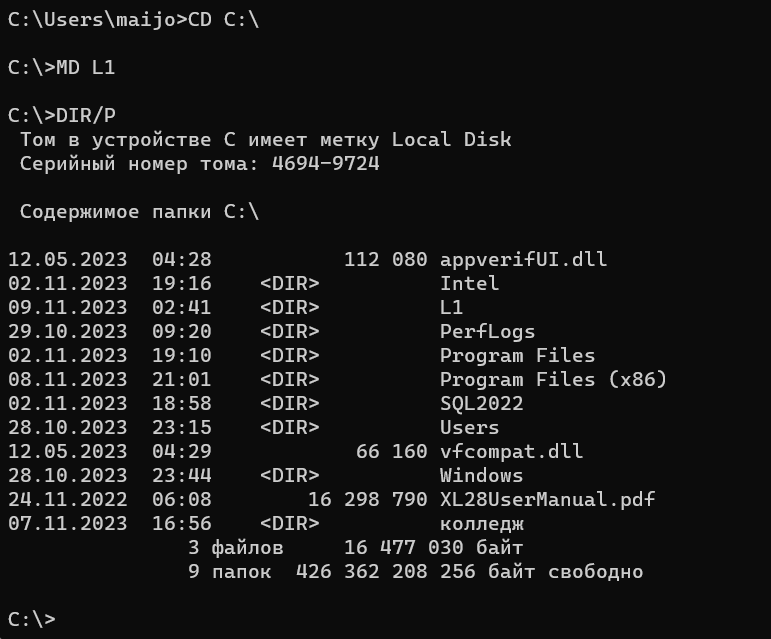 C:\Users\maijo>CD C:\
C:\>MD L1
C:\>DIR/P
Том в устройстве C имеет метку Local Disk
Серийный номер тома: 4694-9724
Содержимое папки C:\
12.05.2023  04:28           112 080 appverifUI.dll
02.11.2023  19:16    <DIR>          Intel
09.11.2023  02:41    <DIR>          L1
29.10.2023  09:20    <DIR>          PerfLogs
02.11.2023  19:10    <DIR>          Program Files
08.11.2023  21:01    <DIR>          Program Files (x86)
02.11.2023  18:58    <DIR>          SQL2022
28.10.2023  23:15    <DIR>          Users
12.05.2023  04:29            66 160 vfcompat.dll
28.10.2023  23:44    <DIR>          Windows
24.11.2022  06:08        16 298 790 XL28UserManual.pdf
07.11.2023  16:56    <DIR>          колледж
3 файлов     16 477 030 байт
9 папок  426 362 208 256 байт свободно
C:\>